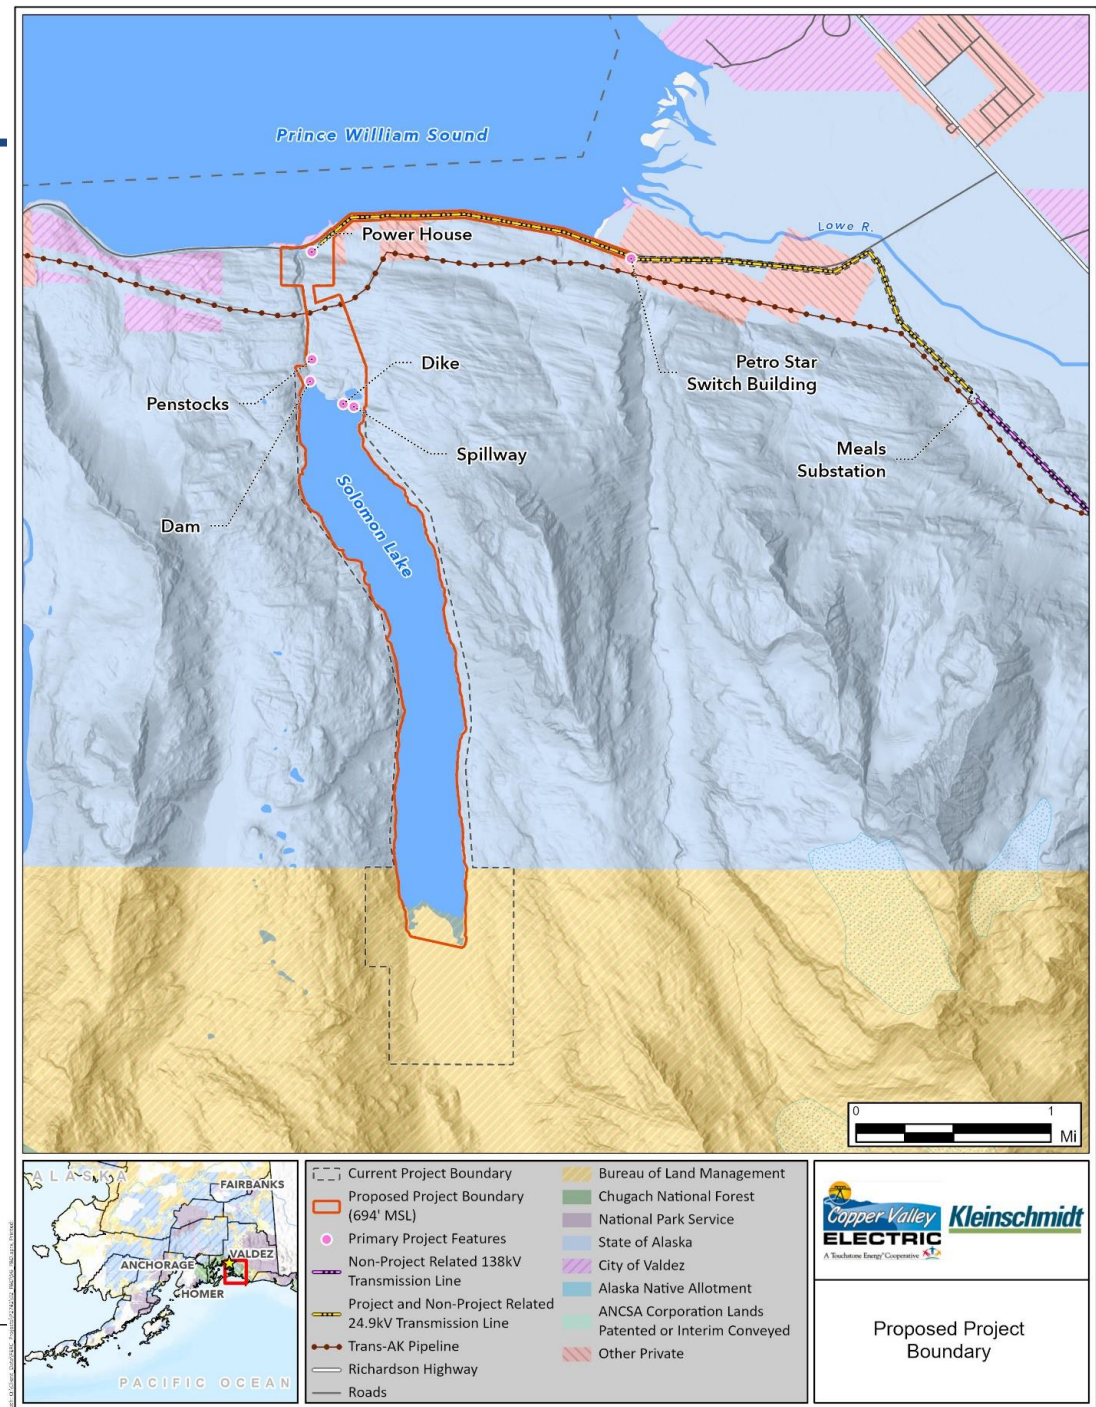 Prince William Sound
Lowe R.
Power House
Petro Star
Switch Building
Dike
Penstocks
Spillway
Meals
Substation
Dam
Solomon Lake
0 1
Mi
ALASKA
FAIRBANKS
VALDEZ
ANCHORAGE
HOMER
PACIFIC OCEAN
Current Project Boundary
Proposed Project Boundary
(694' MSL)
Primary Project Features
Non-Project Related 138kV
Transmission Line
Project and Non-Project Related
24.9kV Transmission Line
Trans-AK Pipeline
Richardson Highway
Roads
Bureau of Land Management
Chugach National Forest
National Park Service
State of Alaska
City of Valdez
Alaska Native Allotment
ANCSA Corporation Lands
Patented or Interim Conveyed
Other Private
Copper Valley
ELECTRIC
A Touchstone Energy® Cooperative
Kleinschmidt
Proposed Project
Boundary